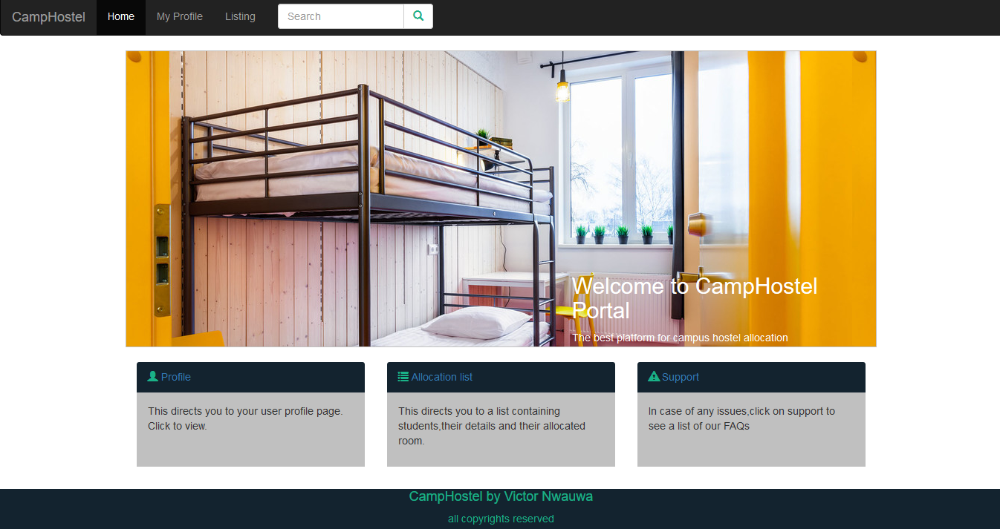 CampHostel Home My Profile Listing Search
Welcome to CampHostel
Portal
The best platform for campus hostel allocation
Profile
This directs you to your user profile page.
Click to view.
Allocation list
This directs you to a list containing
students,their details and their allocated
room.
Support
In case of any issues,click on support to
see a list of our FAQs
CampHostel by Victor Nwauwa
all copyrights reserved